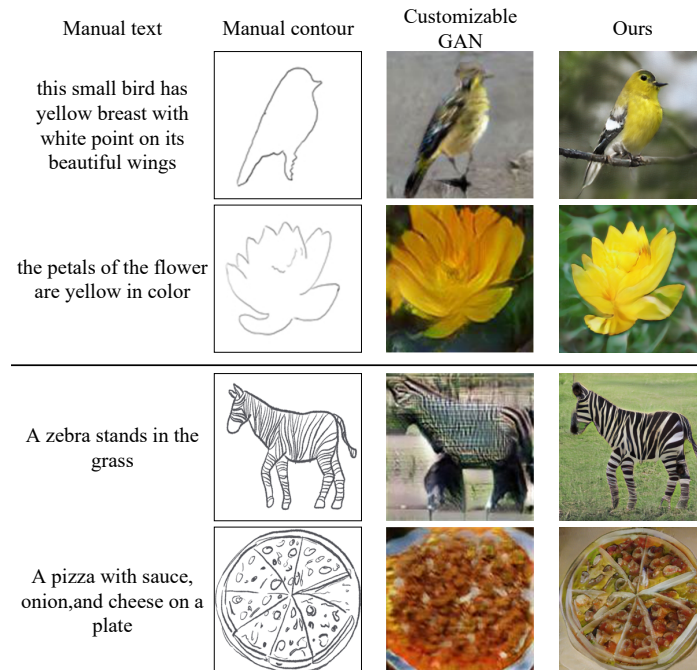 Manual text
Manual contour
Customizable
GAN
Ours
this small bird has
yellow breast with
white point on its
beautiful wings
the petals of the flower
are yellow in color
A zebra stands in the
grass
A pizza with sauce,
onion,and cheese on a
plate